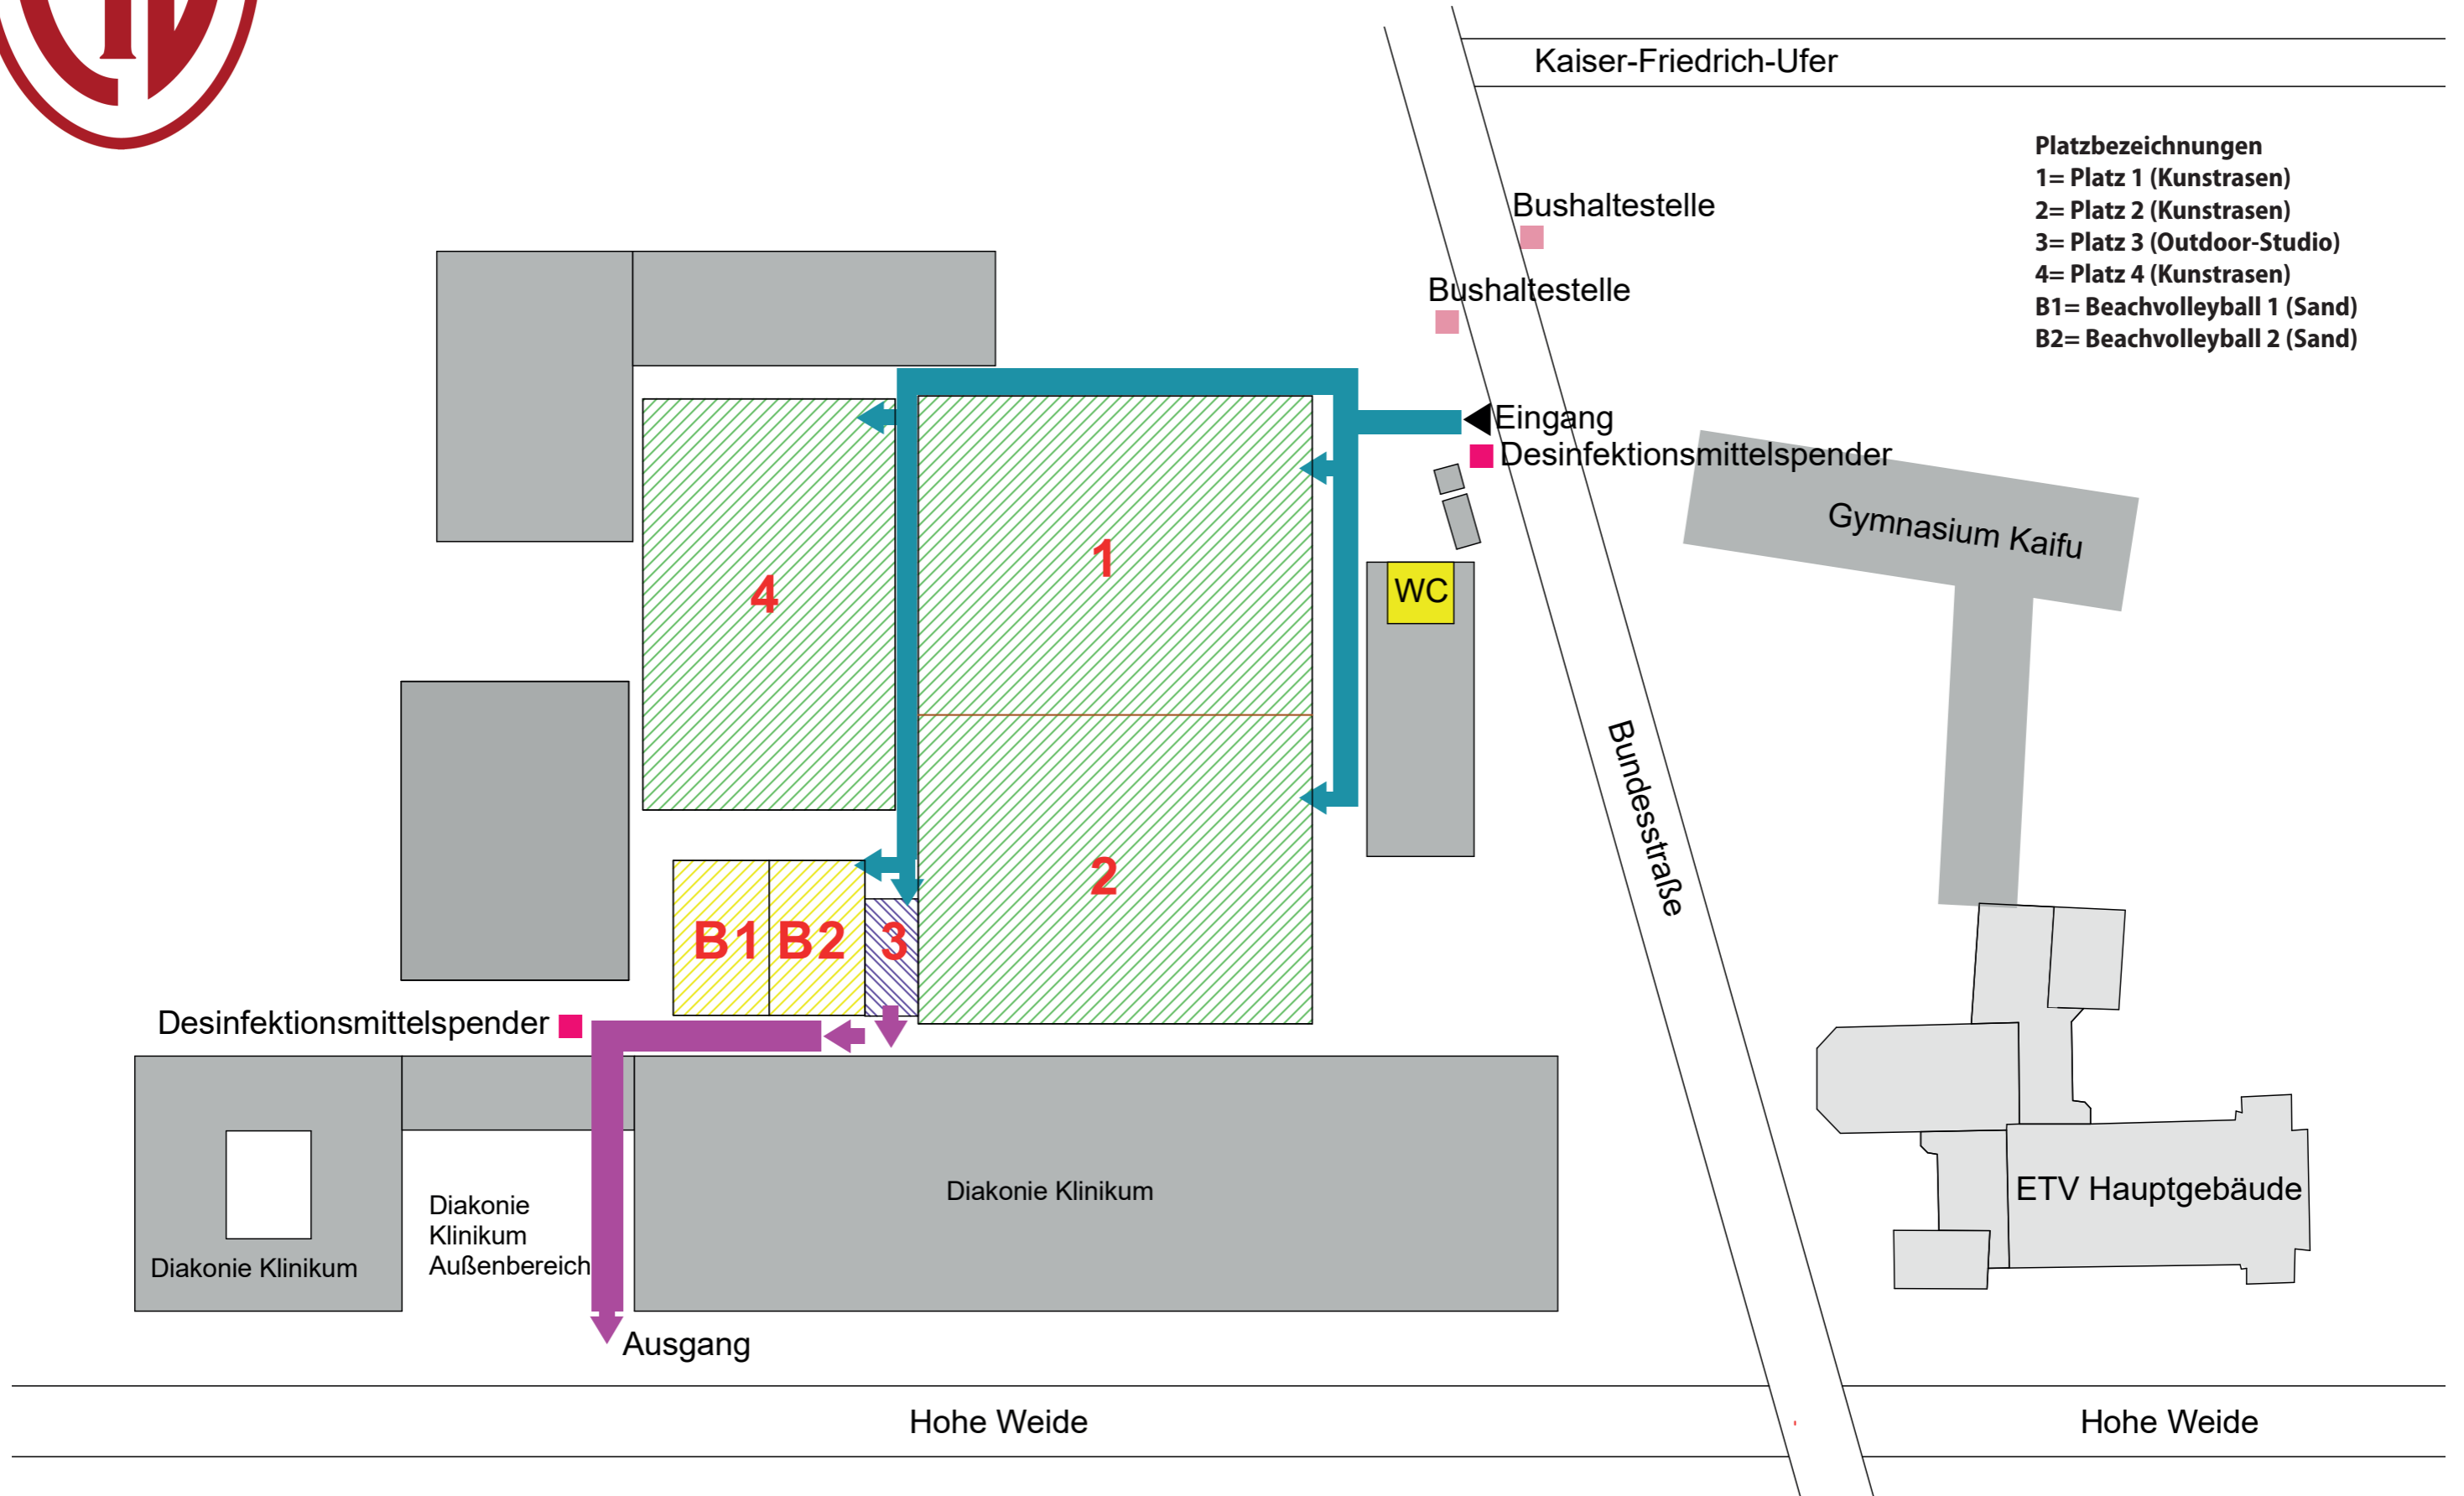 Kaiser-Friedrich-Ufer
Platzbezeichnungen
1= Platz 1 (Kunstrasen)
2= Platz 2 (Kunstrasen)
3= Platz 3 (Outdoor-Studio)
4= Platz 4 (Kunstrasen)
B1= Beachvolleyball 1 (Sand)
B2= Beachvolleyball 2 (Sand)
Bushaltestelle
Bushaltestelle
Eingang
Desinfektionsmittelspender
Gymnasium Kaifu
1
4
WC
Bundesstraße
2
B1
B2
3
Desinfektionsmittelspender
Diakonie Klinikum
Diakonie
Klinikum
Außenbereich
Diakonie Klinikum
ETV Hauptgebäude
Ausgang
Hohe Weide
Hohe Weide